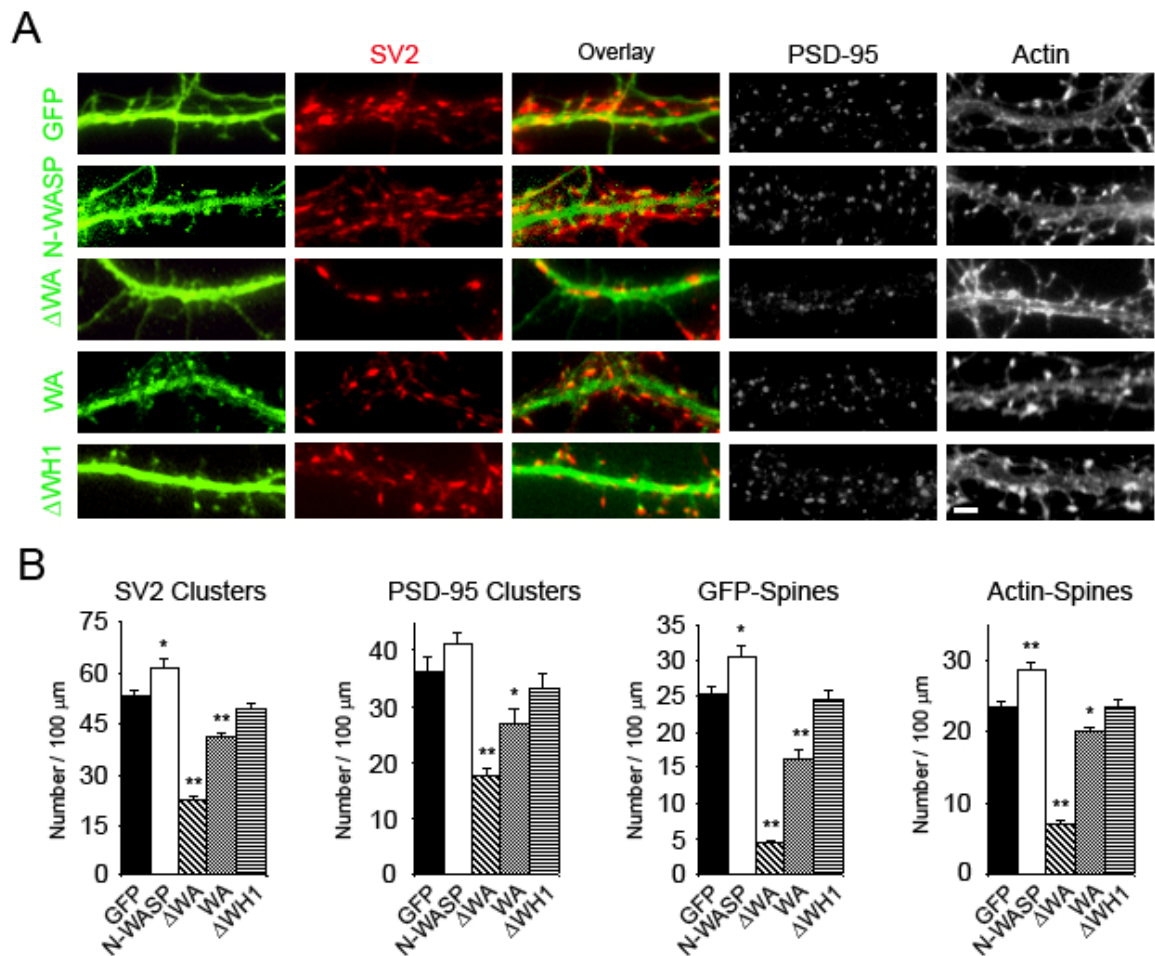 A
SV2 Overlay PSD-95 Actin
GFP
N-WASP
ΔWA
WA
ΔWH1
B
SV2 Clusters
Number / 100 μm
75
60
45
30
15
0
GFP N-WASP ΔWA WA ΔWH1
* ** **
PSD-95 Clusters
Number / 100 μm
40
30
20
10
0
GFP N-WASP ΔWA WA ΔWH1
** *
GFP-Spines
Number / 100 μm
35
30
25
20
15
10
5
0
GFP N-WASP ΔWA WA ΔWH1
* ** **
Actin-Spines
Number / 100 μm
30
20
10
0
GFP N-WASP ΔWA WA ΔWH1
** ** *